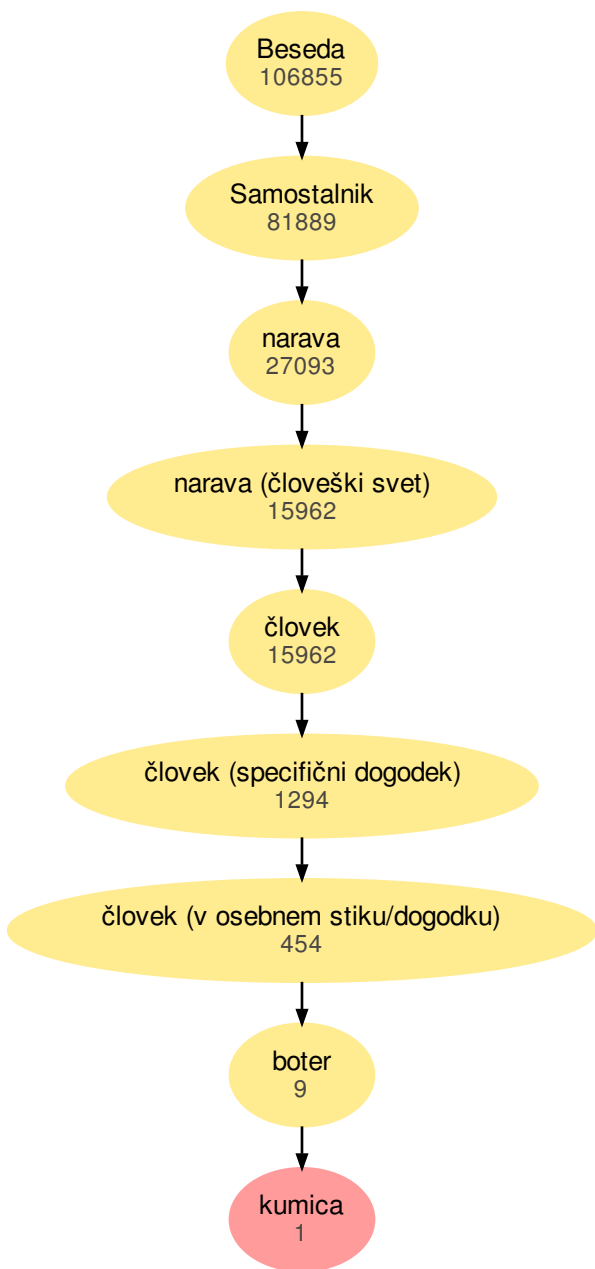 Beseda
106855
Samostalnik
81889
narava
27093
narava (človeški svet)
15962
človek
15962
človek (specifični dogodek)
1294
človek (v osebnem stiku/dogodku)
454
boter
9
kumica
1